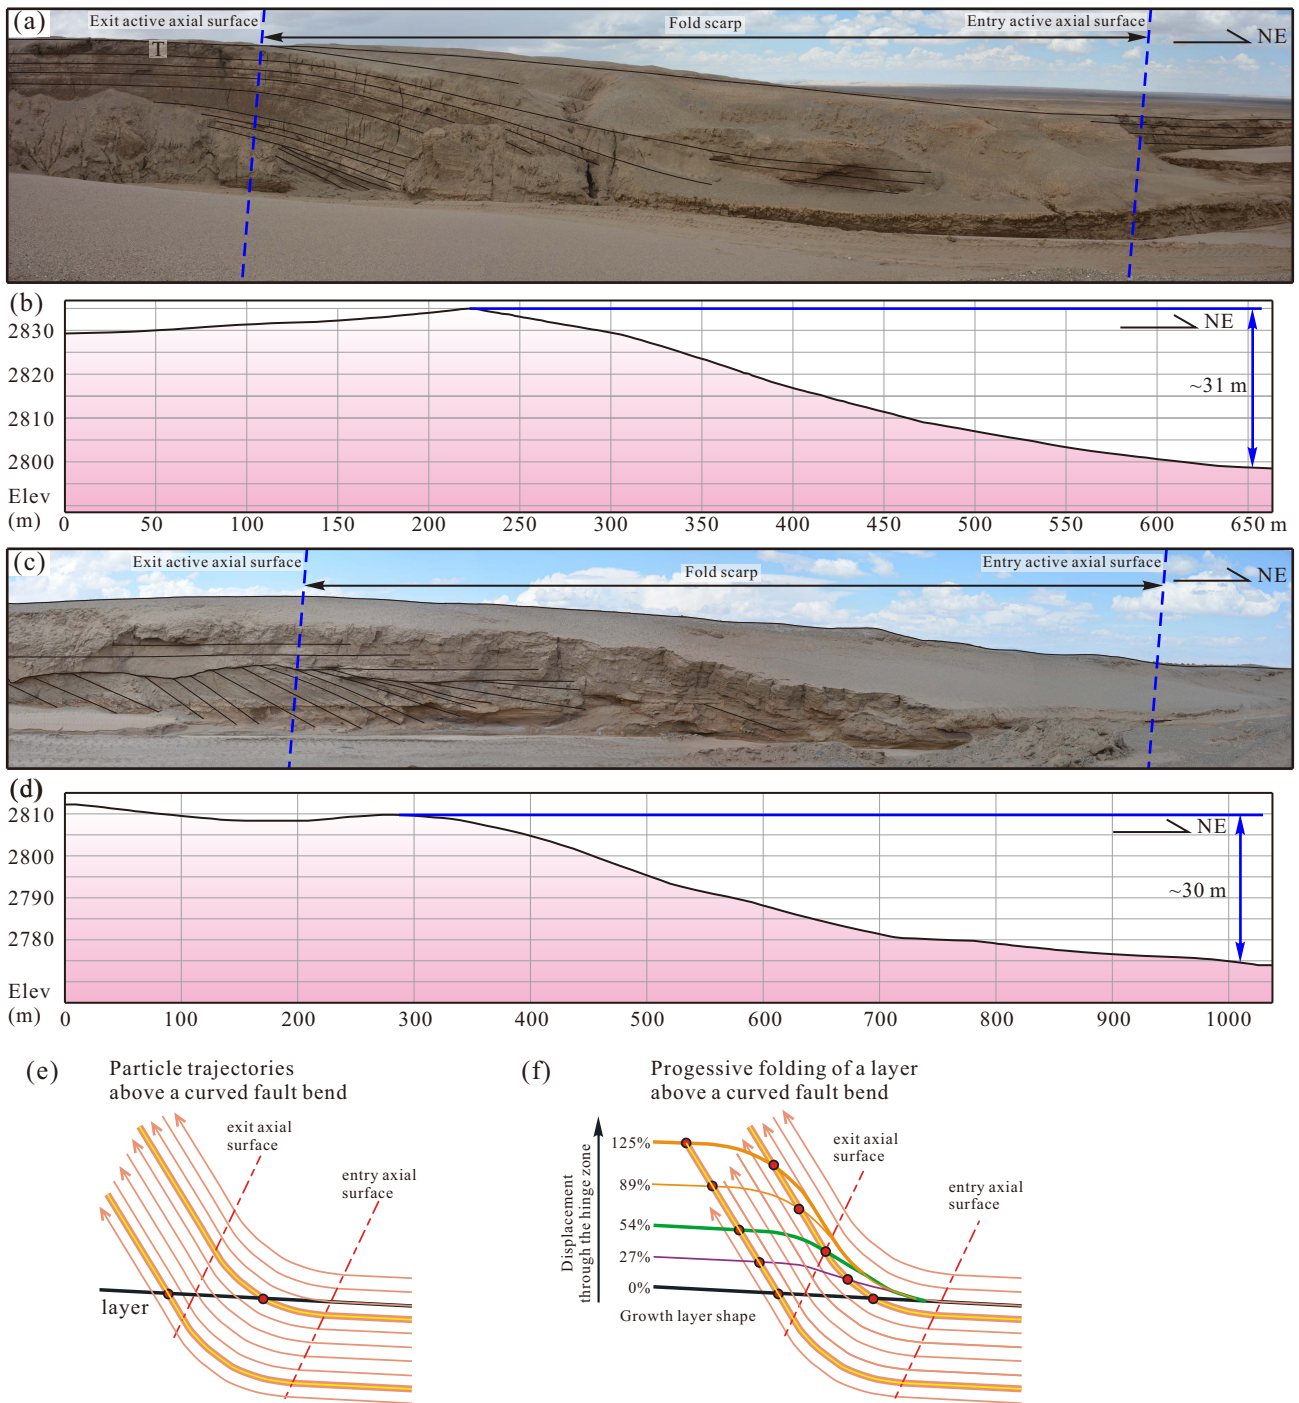 (a)
Exit active axial surface
Fold scarp
Entry active axial surface
NE
T
(b)
NE
~31 m
2830
2820
2810
2800
Elev
(m)
0 50 100 150 200 250 300 350 400 450 500 550 600 650 m
(c)
Exit active axial surface
Fold scarp
Entry active axial surface
NE
(d)
NE
~30 m
2810
2800
2790
2780
Elev
(m)
0 100 200 300 400 500 600 700 800 900 1000
(e)
Particle trajectories
above a curved fault bend
exit axial
surface
entry axial
surface
layer
(f)
Progessive folding of a layer
above a curved fault bend
Displacement
through the hinge zone
125%
89%
54%
27%
0%
exit axial
surface
entry axial
surface
Growth layer shape